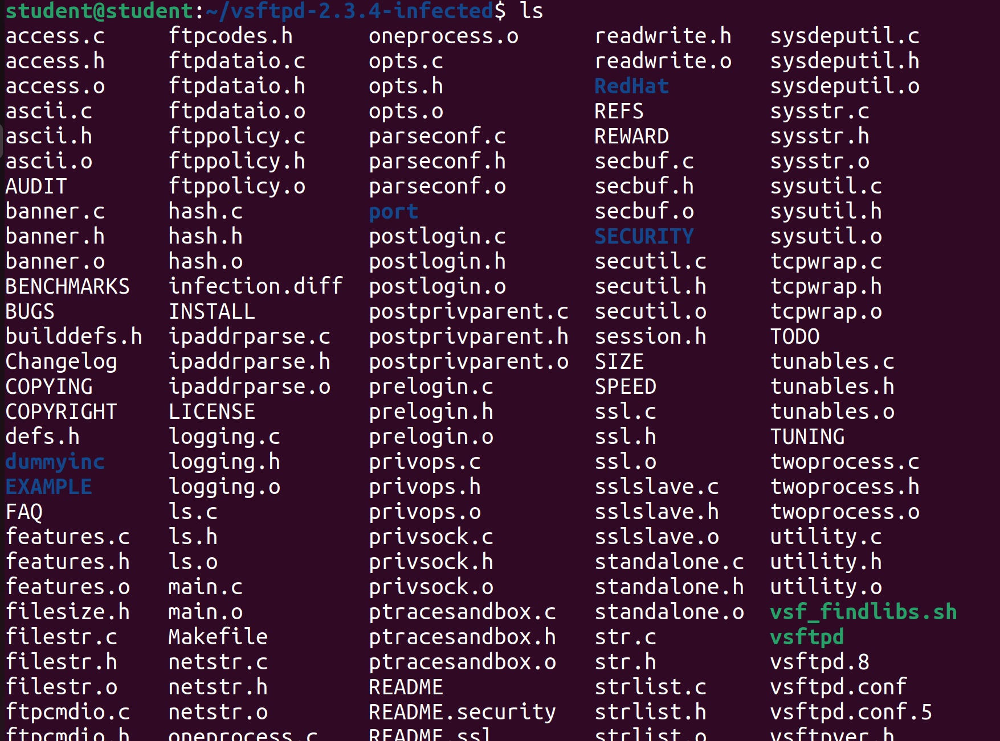 student@student:~/vsftpd-2.3.4-infected$ ls
access.c ftpcodes.h oneprocess.o readwrite.h sysdeputil.c
access.h ftpdataio.c opts.c readwrite.o sysdeputil.h
access.o ftpdataio.h opts.h RedHat sysdeputil.o
ascii.c ftpdataio.o opts.o REFS sysstr.c
ascii.h ftppolicy.c parseconf.c REWARD sysstr.h
ascii.o ftppolicy.h parseconf.h secbuf.c sysstr.o
AUDIT ftppolicy.o parseconf.o secbuf.h sysutil.c
banner.c hash.c port secbuf.o sysutil.h
banner.h hash.h postlogin.c SECURITY sysutil.o
banner.o hash.o postlogin.h secutil.c tcpwrap.c
BENCHMARKS infection.diff postlogin.o secutil.h tcpwrap.h
BUGS INSTALL postprivparent.c secutil.o tcpwrap.o
builddefs.h ipaddrparse.c postprivparent.h session.h TODO
Changelog ipaddrparse.h postprivparent.o SIZE tunables.c
COPYING ipaddrparse.o prelogin.c SPEED tunables.h
COPYRIGHT LICENSE prelogin.h ssl.c tunables.o
defs.h logging.c prelogin.o ssl.h TUNING
dummyinc logging.h privops.c ssl.o twoprocess.c
EXAMPLE logging.o privops.h sslslave.c twoprocess.h
FAQ ls.c privops.o sslslave.h twoprocess.o
features.c ls.h privsock.c sslslave.o utility.c
features.h ls.o privsock.h standalone.c utility.h
features.o main.c privsock.o standalone.h utility.o
filesize.h main.o ptracesandbox.c standalone.o vsf_findlibs.sh
filestr.c Makefile ptracesandbox.h str.c vsftpd
filestr.h netstr.c ptracesandbox.o str.h vsftpd.8
filestr.o netstr.h README strlist.c vsftpd.conf
ftpcmdio.c netstr.o README.security strlist.h vsftpd.conf.5
ftpcmdio.h oneprocess.c README.ssl strlist.o vsftpver.h